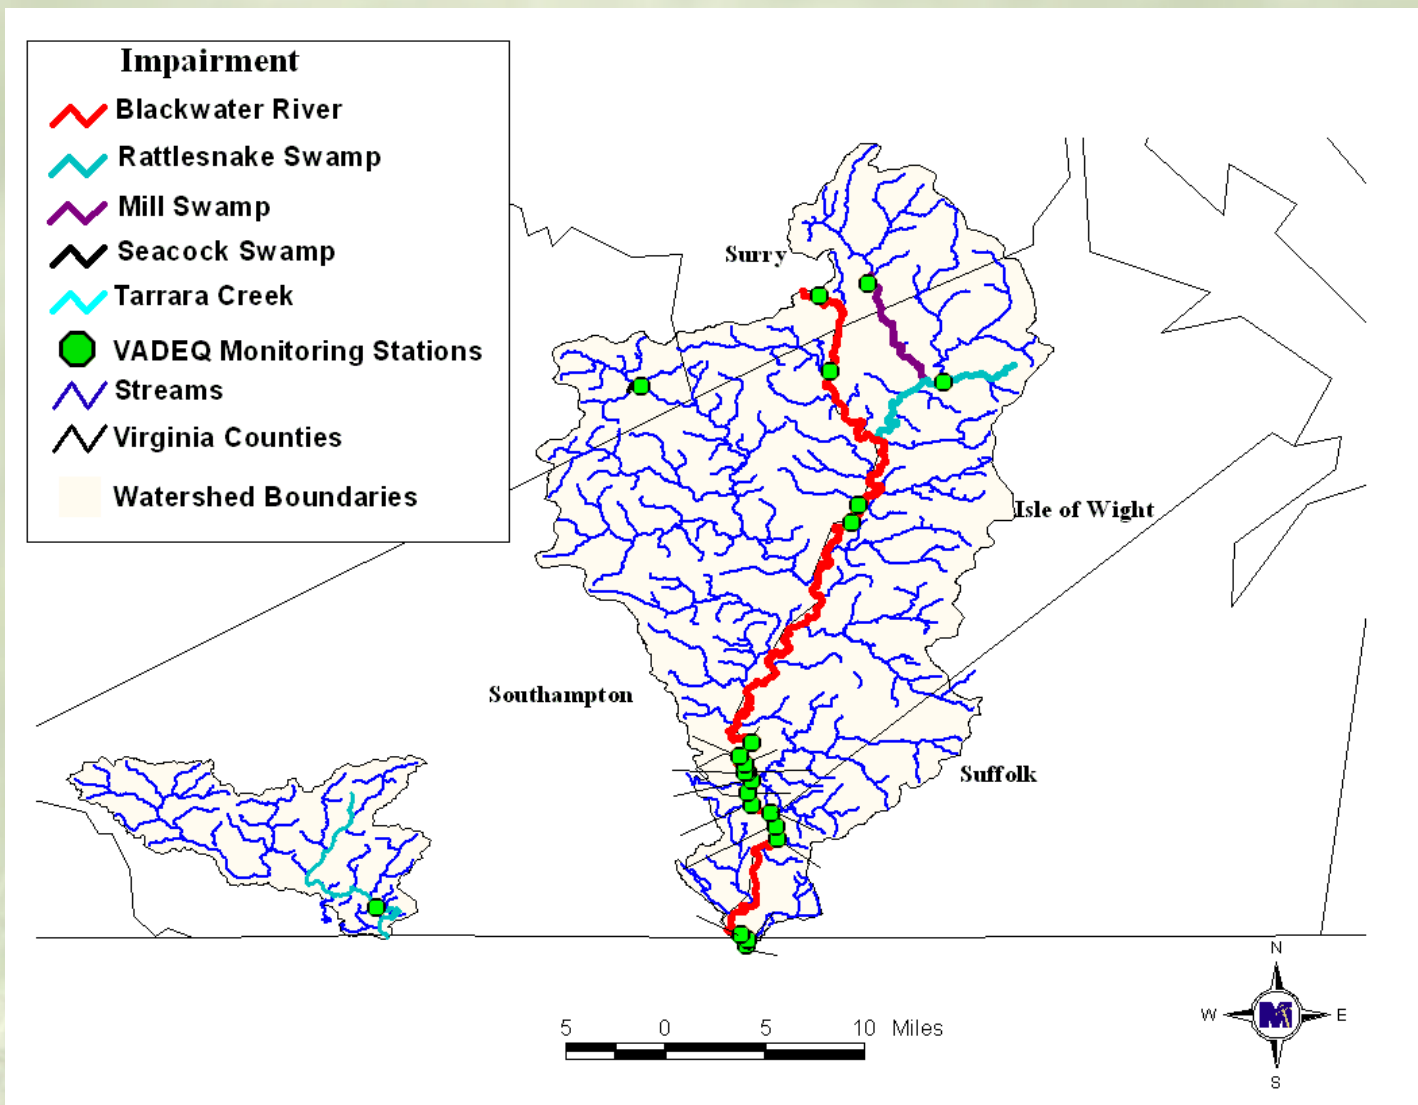 Impairment
Blackwater River
Rattlesnake Swamp
Mill Swamp
Seacock Swamp
Tarrara Creek
VADEQ Monitoring Stations
Streams
Virginia Counties
Watershed Boundaries
Surry
Isle of Wight
Southampton
Suffolk
5 0 5 10 Miles
N
W E
S